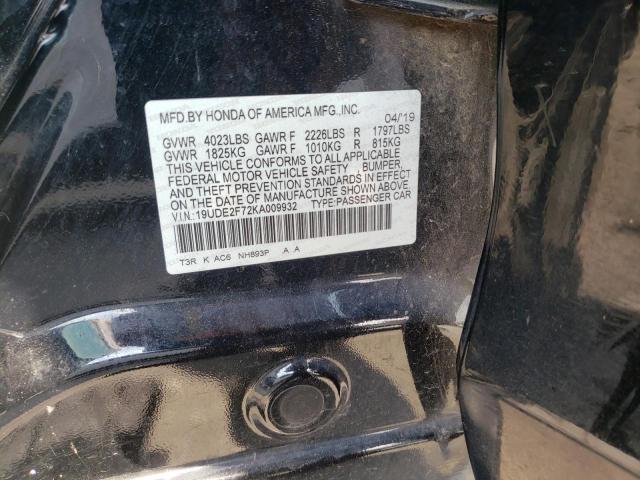 MFD.BY HONDA OF AMERICA MFG.,INC. 04/'19
GVWR 4023LBS GAWR F 2226LBS R 1797LBS
GVWR 1825KG GAWR F 1010KG R 815KG
THIS VEHICLE CONFORMS TO ALL APPLICABLE
FEDERAL MOTOR VEHICLE SAFETY BUMPER,
AND THEFT PREVENTION STANDARDS IN EFFECT
ON THE DATE OF MANUFACTURE SHOWN ABOVE.
V.I.N.:19UDE2F72KA009932 TYPE:PASSENGER CAR
T3R K AC6 NH893P A A